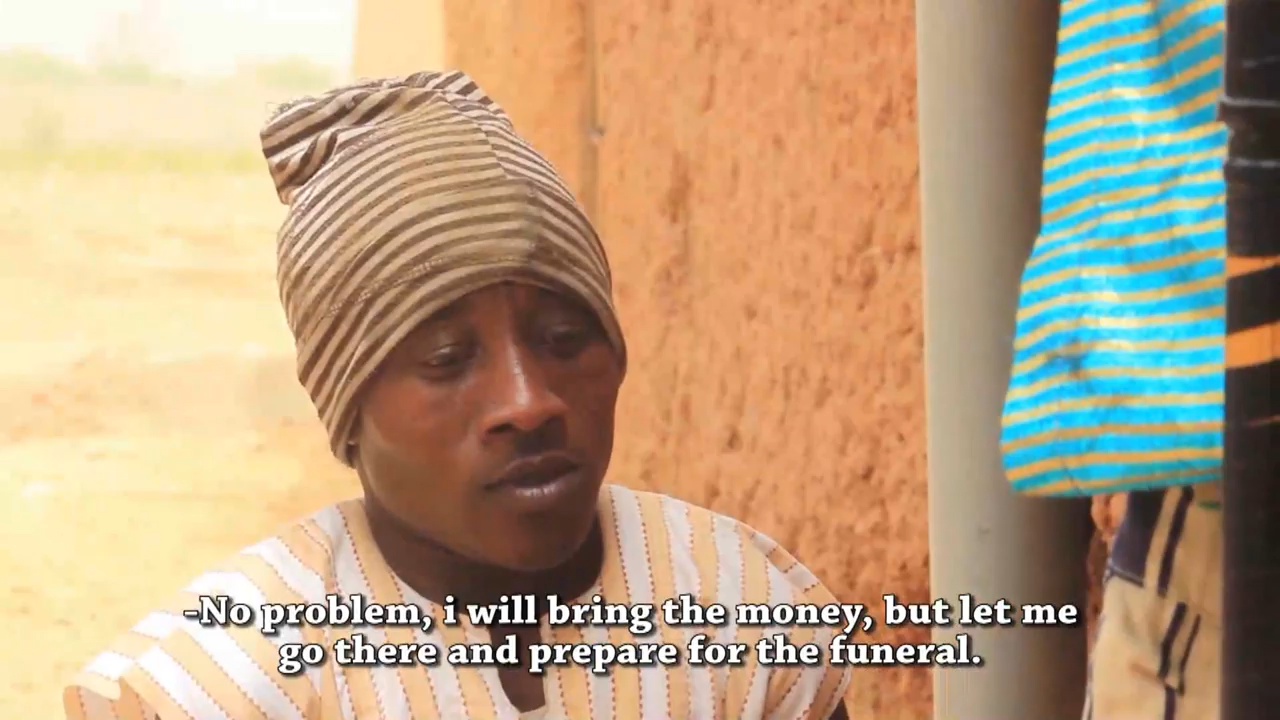 -No problem, i will bring the money, but let me
go there and prepare for the funeral.